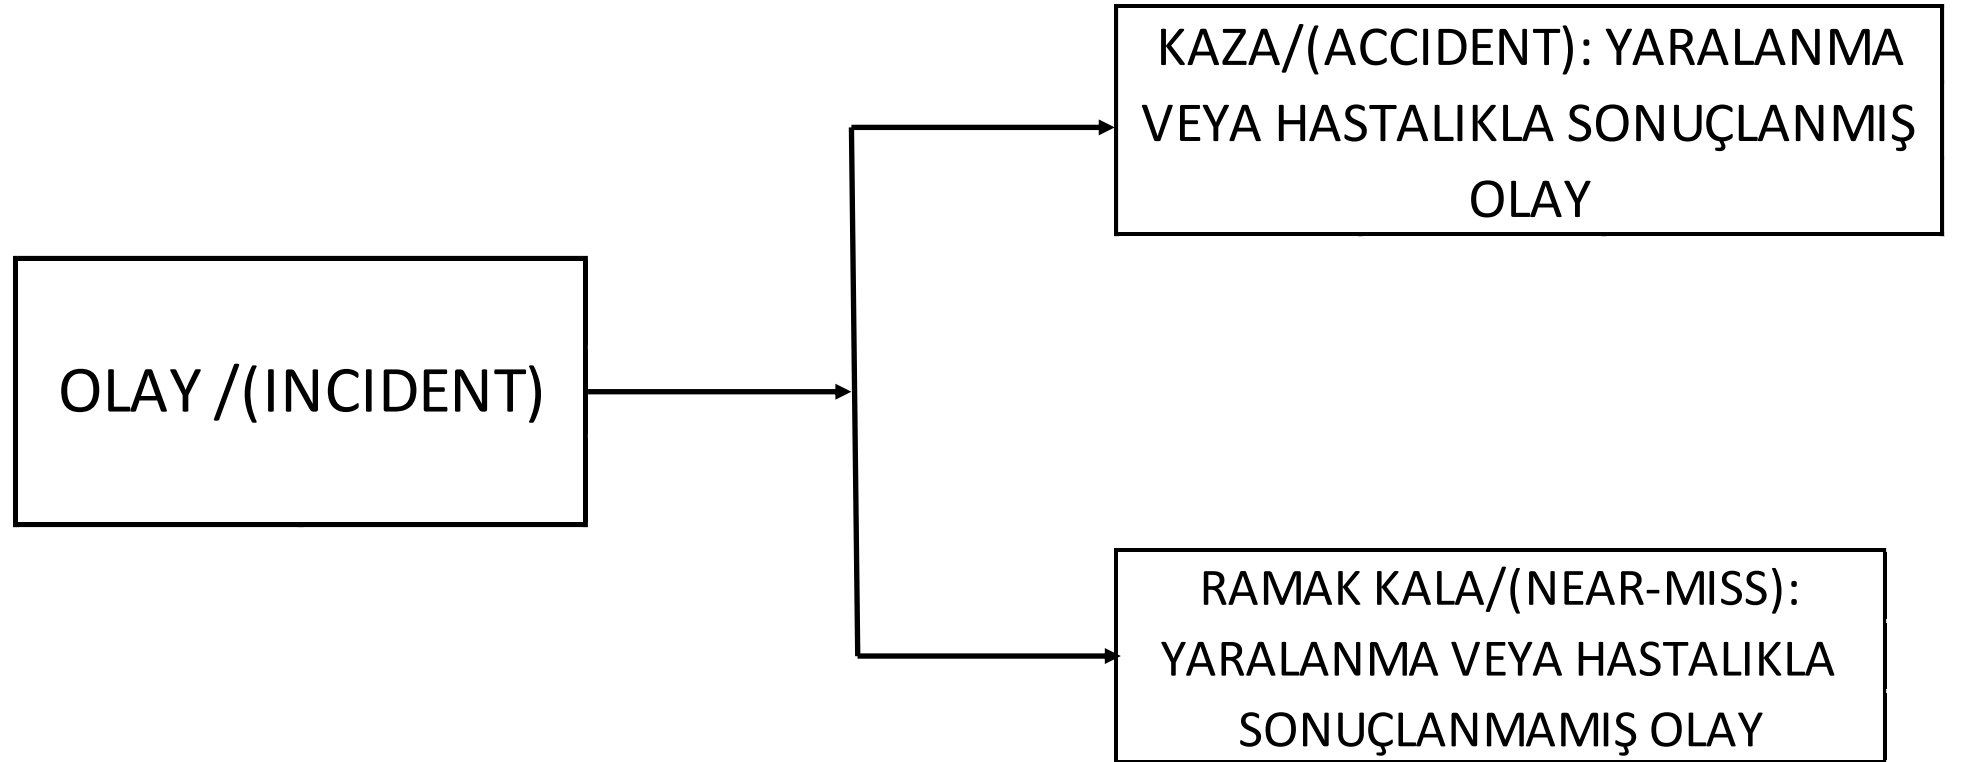 KAZA/(ACCIDENT): YARALANMA
VEYA HASTALIKLA SONUÇLANMIŞ
OLAY
OLAY /(INCIDENT)
RAMAK KALA/(NEAR-MISS):
YARALANMA VEYA HASTALIKLA
SONUÇLANMAMIŞ OLAY